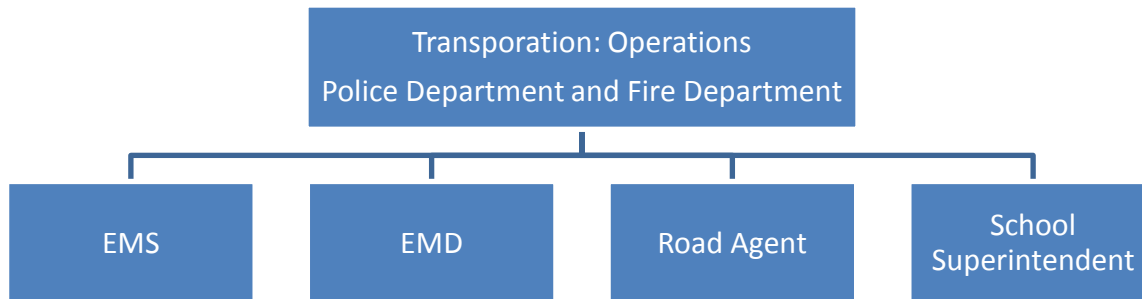 Transporation: Operations
Police Department and Fire Department
EMS
EMD
Road Agent
School
Superintendent